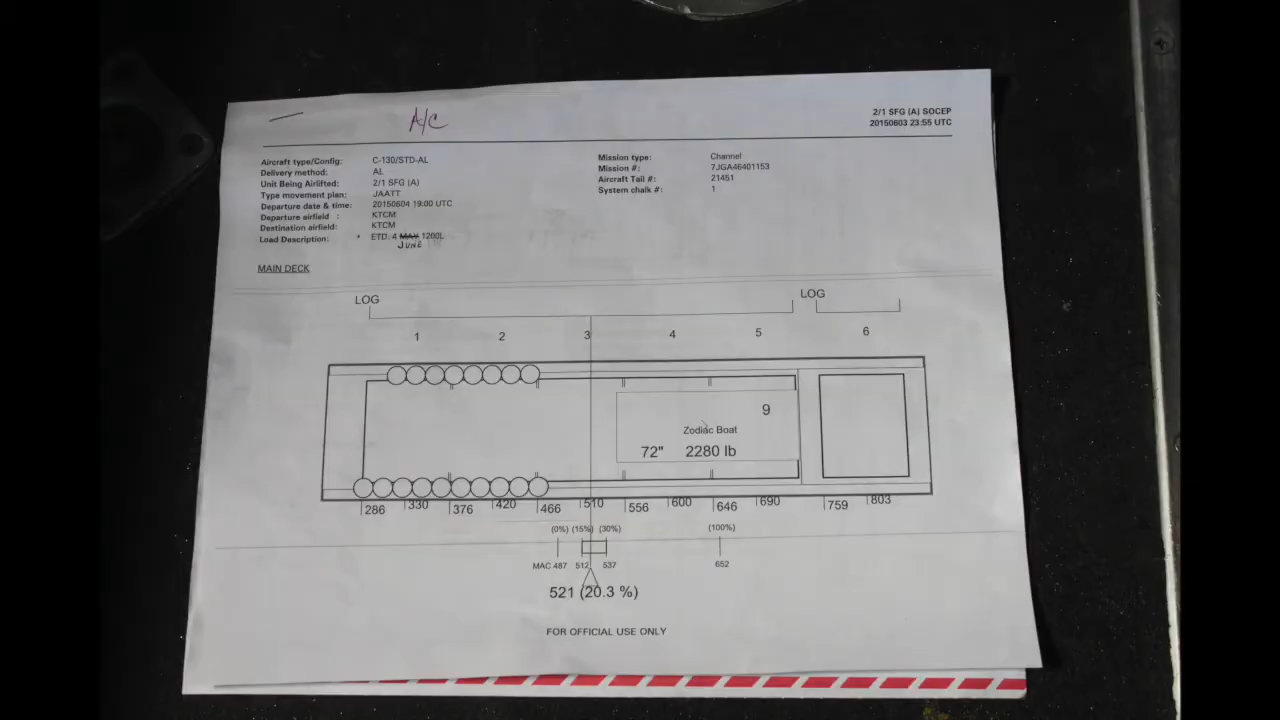 A/C
2/1 SFG (A) SOCEP
20150603 23:55 UTC
Aircraft type/Config: C-130/STD-AL
Delivery method: AL
Unit Being Airlifted: 2/1 SFG (A)
Type movement plan: JAATT
Departure date & time: 20150604 19:00 UTC
Departure airfield : KTCM
Destination airfield: KTCM
Load Description: * ETD: 4 MAY 1200L
JUNE
Mission type: Channel
Mission #: 7JGA46401153
Aircraft Tail #: 21451
System chalk #: 1
MAIN DECK
LOG LOG
1 2 3 4 5 6
9
Zodiac Boat
72" 2280 lb
286 330 376 420 466 510 556 600 646 690 759 803
(0%) (15%) (30%) (100%)
MAC 487 512 537 652
521 (20.3 %)
FOR OFFICIAL USE ONLY